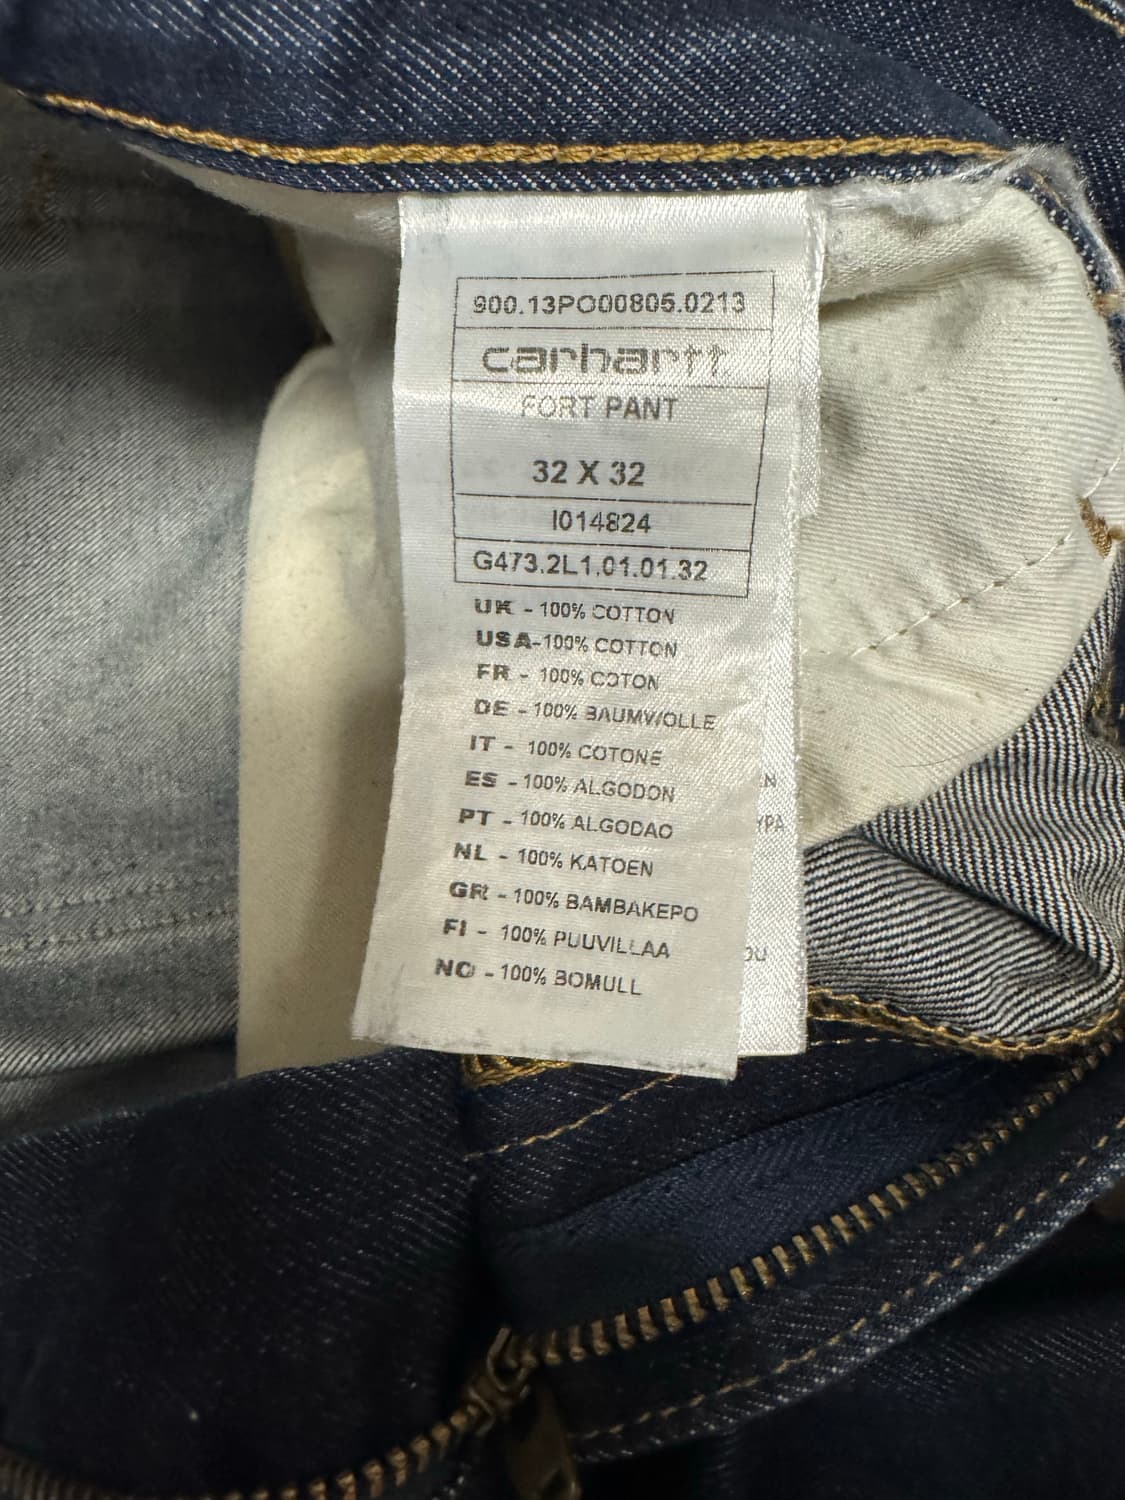 900.13PO00805.0213
carhartt
FORT PANT
32 X 32
I014824
G473.2L1.01.01.32
UK - 100% COTTON
USA-100% COTTON
FR - 100% COTON
DE - 100% BAUMWOLLE
IT - 100% COTONE
ES - 100% ALGODON
PT - 100% ALGODAO
NL - 100% KATOEN
GR - 100% BAMBAKEPO
FI - 100% PUUVILLAA
NO - 100% BOMULL